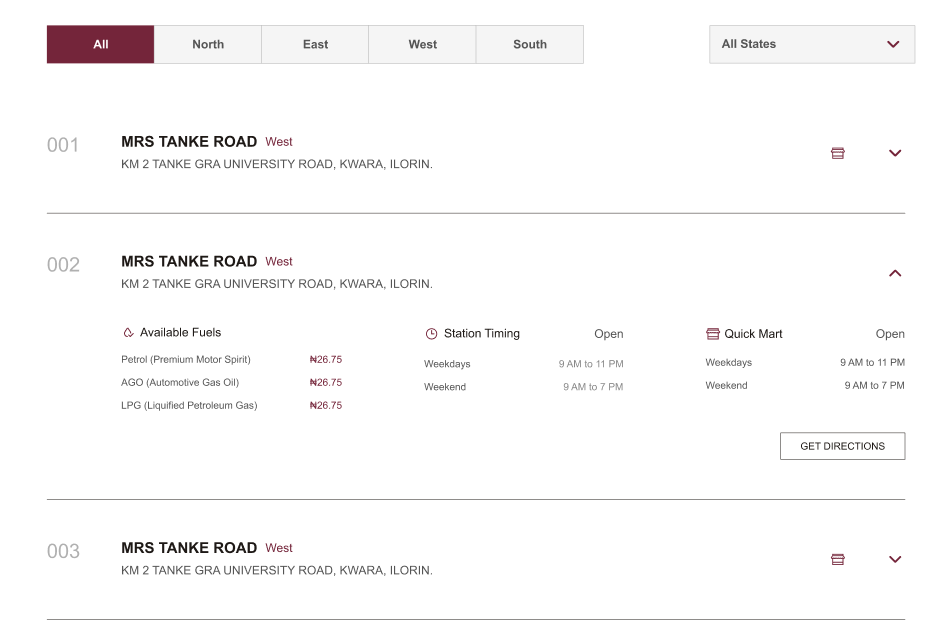 All North East West South All States
001 MRS TANKE ROAD West
KM 2 TANKE GRA UNIVERSITY ROAD, KWARA, ILORIN.
002 MRS TANKE ROAD West
KM 2 TANKE GRA UNIVERSITY ROAD, KWARA, ILORIN.
Available Fuels
Petrol (Premium Motor Spirit) ₦26.75
AGO (Automotive Gas Oil) ₦26.75
LPG (Liquified Petroleum Gas) ₦26.75
Station Timing Open
Weekdays 9 AM to 11 PM
Weekend 9 AM to 7 PM
Quick Mart Open
Weekdays 9 AM to 11 PM
Weekend 9 AM to 7 PM
GET DIRECTIONS
003 MRS TANKE ROAD West
KM 2 TANKE GRA UNIVERSITY ROAD, KWARA, ILORIN.